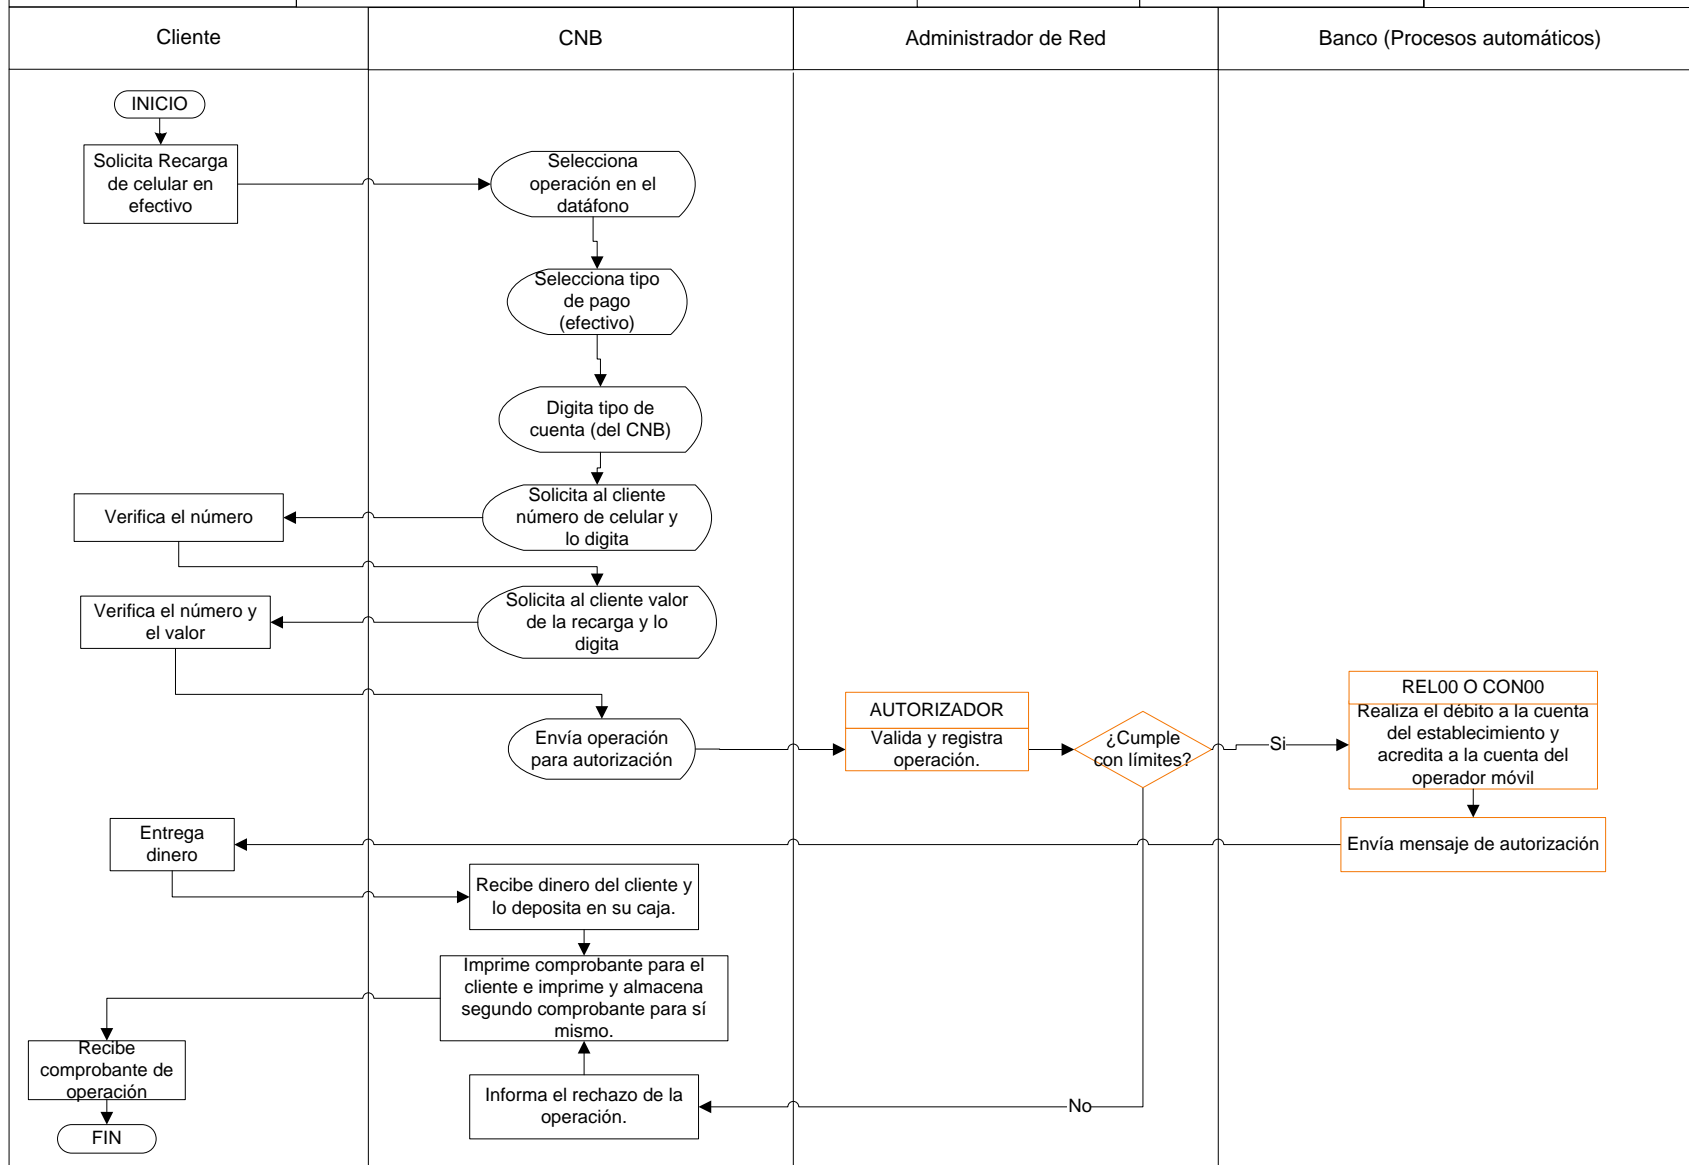 Cliente
CNB
Administrador de Red
Banco (Procesos automáticos)
INICIO
Solicita Recarga
de celular en
efectivo
Selecciona
operación en el
datáfono
Selecciona tipo
de pago
(efectivo)
Digita tipo de
cuenta (del CNB)
Solicita al cliente
número de celular y
lo digita
Verifica el número
Solicita al cliente valor
de la recarga y lo
digita
Verifica el número y
el valor
Envía operación
para autorización
AUTORIZADOR
Valida y registra
operación.
¿Cumple
con límites?
Si
REL00 O CON00
Realiza el débito a la cuenta
del establecimiento y
acredita a la cuenta del
operador móvil
Envía mensaje de autorización
Entrega
dinero
Recibe dinero del cliente y
lo deposita en su caja.
Imprime comprobante para el
cliente e imprime y almacena
segundo comprobante para sí
mismo.
Recibe
comprobante de
operación
Informa el rechazo de la
operación.
No
FIN